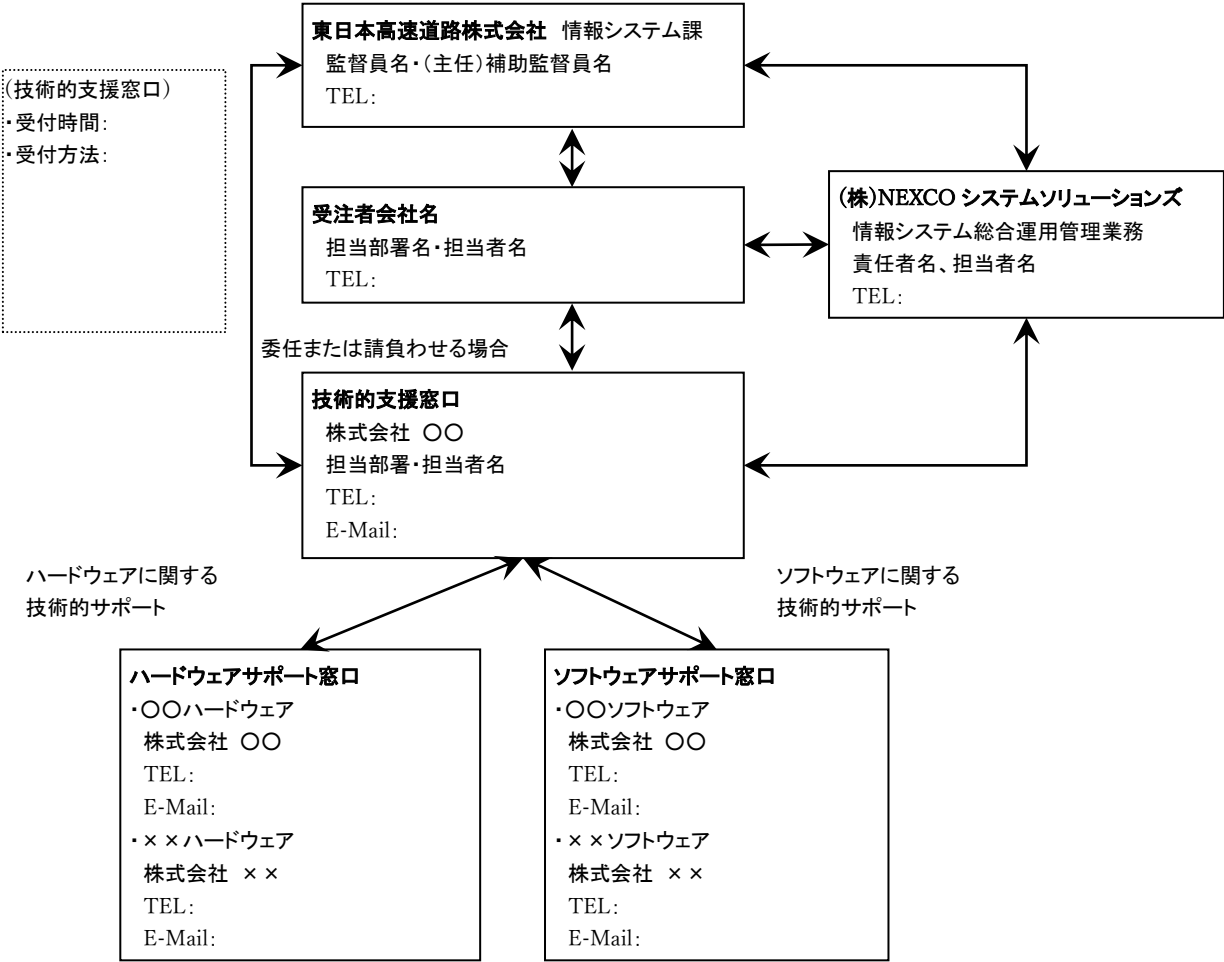 東日本高速道路株式会社 情報システム課
監督員名・(主任)補助監督員名
TEL:
(技術的支援窓口)
・受付時間:
・受付方法:
受注者会社名
担当部署名・担当者名
TEL:
(株)NEXCO システムソリューションズ
情報システム総合運用管理業務
責任者名、担当者名
TEL:
委任または請負わせる場合
技術的支援窓口
株式会社 〇〇
担当部署・担当者名
TEL:
E-Mail:
ハードウェアに関する
技術的サポート
ソフトウェアに関する
技術的サポート
ハードウェアサポート窓口
・〇〇ハードウェア
株式会社 〇〇
TEL:
E-Mail:
・××ハードウェア
株式会社 ××
TEL:
E-Mail:
ソフトウェアサポート窓口
・〇〇ソフトウェア
株式会社 〇〇
TEL:
E-Mail:
・××ソフトウェア
株式会社 ××
TEL:
E-Mail: